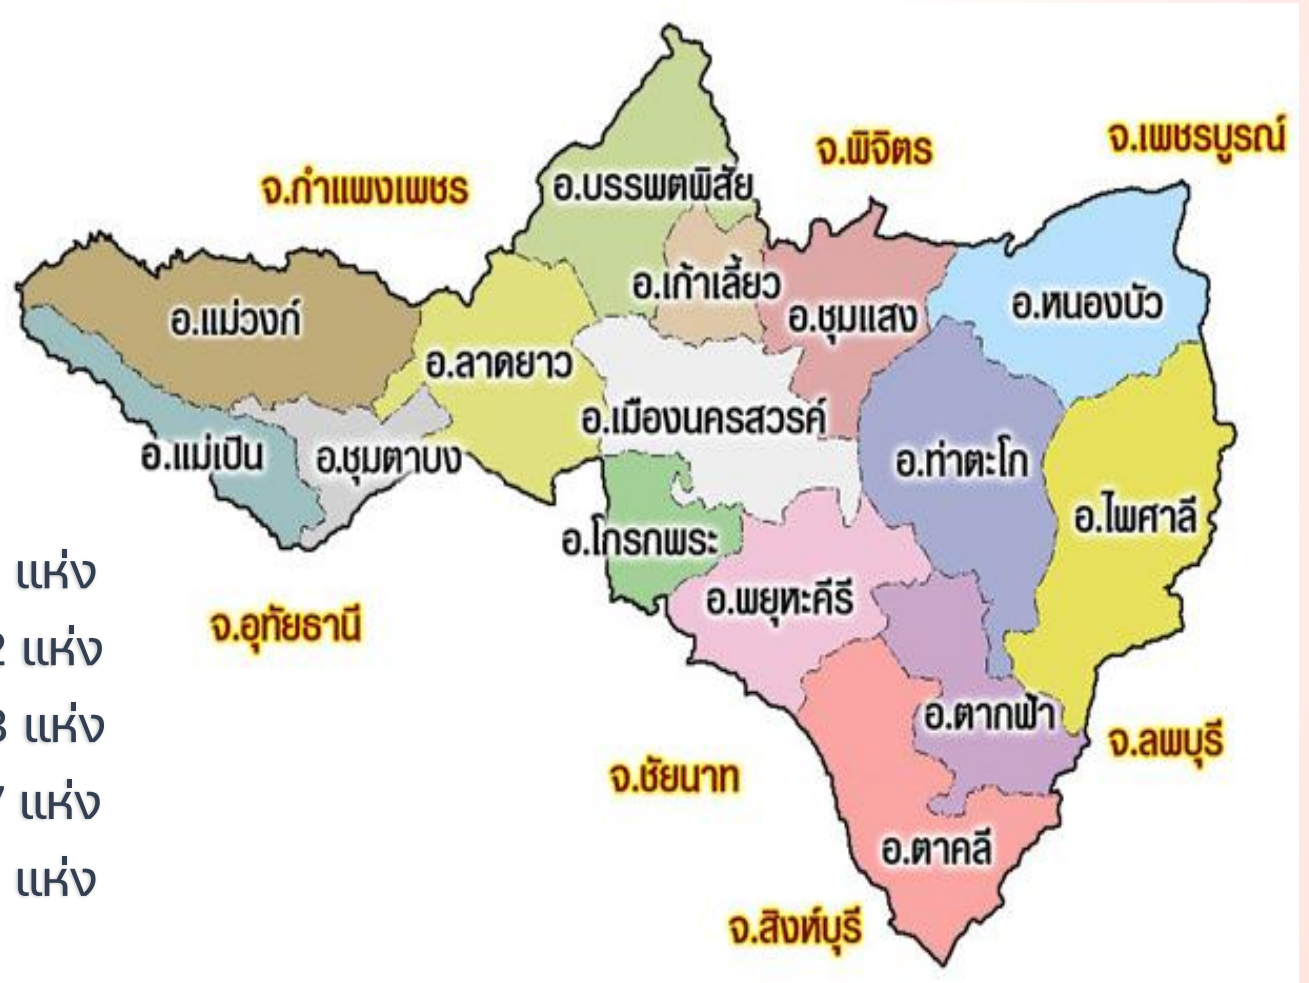 จ.เพชรบูรณ์
จ.พิจิตร
จ.กำแพงเพชร
อ.บรรพตพิสัย
อ.เก้าเลี้ยว
อ.หนองบัว
อ.แม่วงก์
อ.ชุมแสง
อ.ลาดยาว
อ.เมืองนครสวรค์
อ.แม่เปิน
อ.ชุมตาบง
อ.ท่าตะโก
อ.ไพศาลี
อ.โกรกพระ
แห่ง
อ.พยุหะคีรี
จ.อุทัยธานี
2 แห่ง
อ.ตากฟ้า
3 แห่ง
จ.ลพบุรี
จ.ชัยนาท
7 แห่ง
อ.ตาคลี
แห่ง
จ.สิงห์บุรี